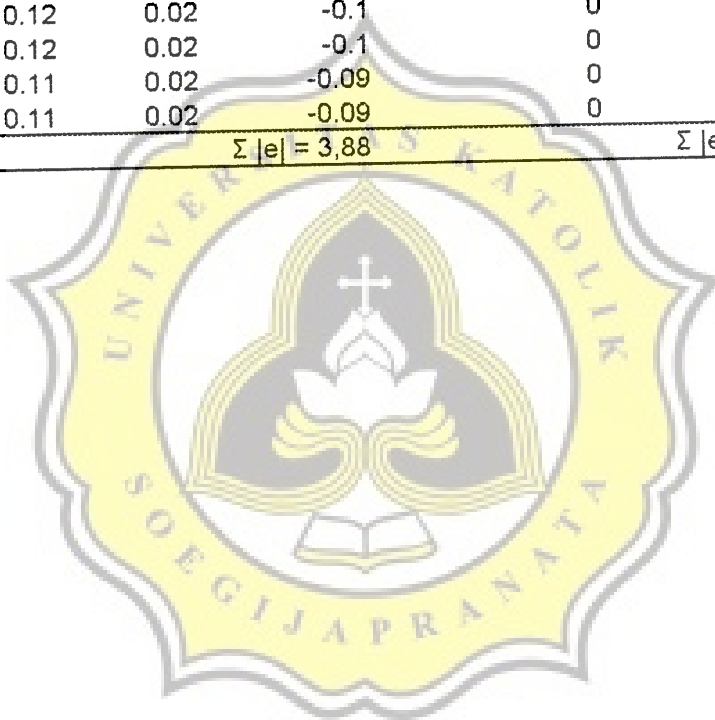 0.12 0.02 -0.1 0
0.12 0.02 -0.1 0
0.11 0.02 -0.09 0
0.11 0.02 -0.09 0
Σ |e| = 3,88 Σ |e
UNIVERSITAS KATOLIK
SOEGIJAPRANATA